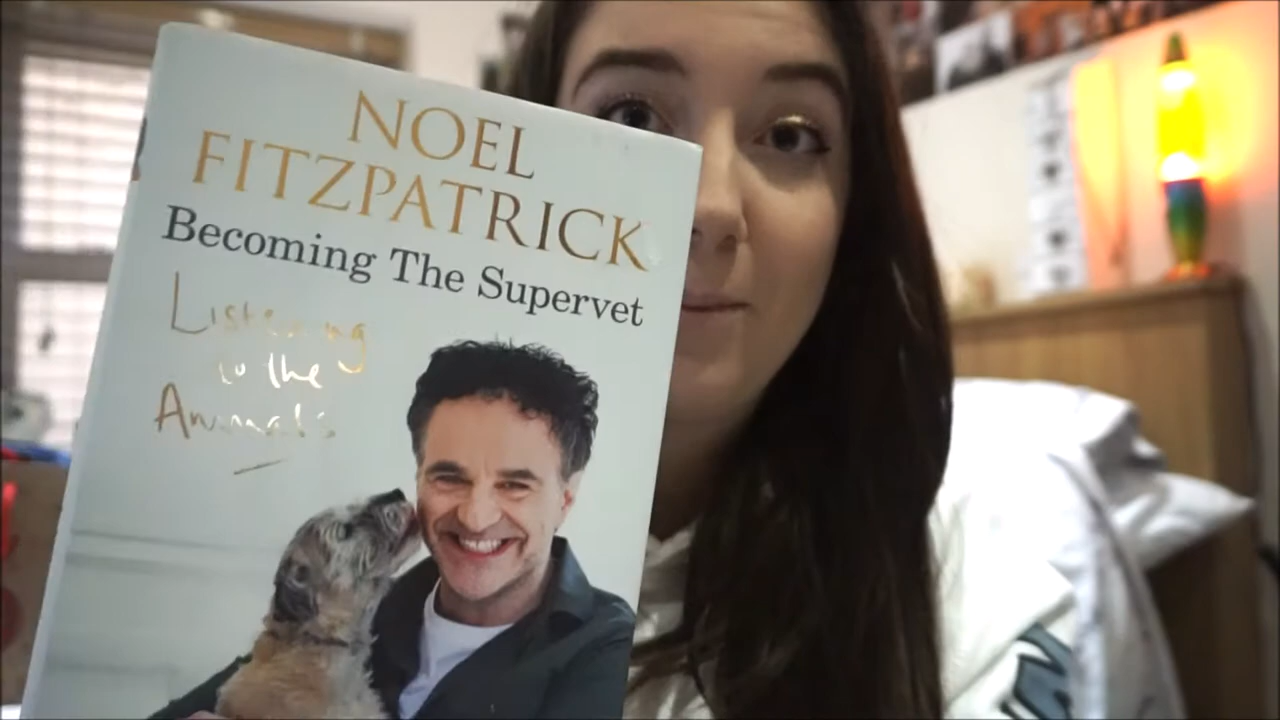 NOEL
FITZPATRICK
Becoming The Supervet
Listening
to the
Animals